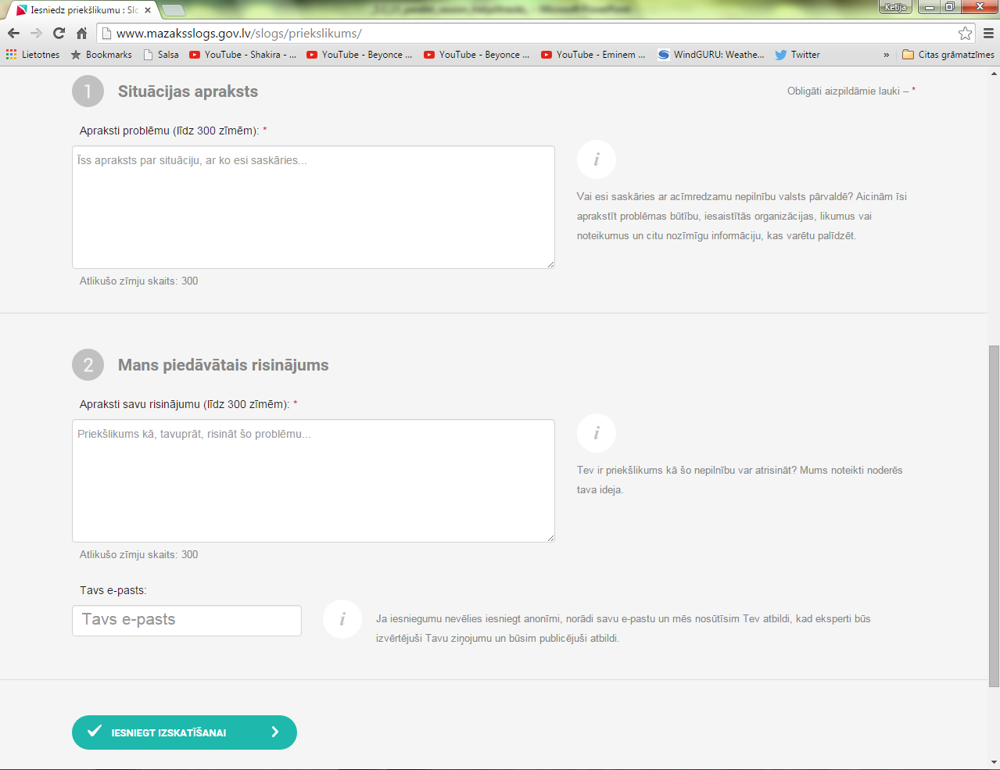 Iesniedz priekšlikumu : Slo
Ketija
www.mazaksslogs.gov.lv/slogs/priekslikums/
Lietotnes
Bookmarks
Salsa
YouTube - Shakira - ...
YouTube - Beyonce ...
YouTube - Beyonce ...
YouTube - Eminem ...
WindGURU: Weathe...
Twitter
»
Citas grāmatzīmes
1 Situācijas apraksts
Obligāti aizpildāmie lauki – *
Apraksti problēmu (līdz 300 zīmēm): *
Īss apraksts par situāciju, ar ko esi saskāries...
i
Vai esi saskāries ar acīmredzamu nepilnību valsts pārvaldē? Aicinām īsi
aprakstīt problēmas būtību, iesaistītās organizācijas, likumus vai
noteikumus un citu nozīmīgu informāciju, kas varētu palīdzēt.
Atlikušo zīmju skaits: 300
2 Mans piedāvātais risinājums
Apraksti savu risinājumu (līdz 300 zīmēm): *
Priekšlikums kā, tavuprāt, risināt šo problēmu...
i
Tev ir priekšlikums kā šo nepilnību var atrisināt? Mums noteikti noderēs
tava ideja.
Atlikušo zīmju skaits: 300
Tavs e-pasts:
Tavs e-pasts
i
Ja iesniegumu nevēlies iesniegt anonīmi, norādi savu e-pastu un mēs nosūtīsim Tev atbildi, kad eksperti būs
izvērtējuši Tavu ziņojumu un būsim publicējuši atbildi.
IESNIEGT IZSKATĪŠANAI